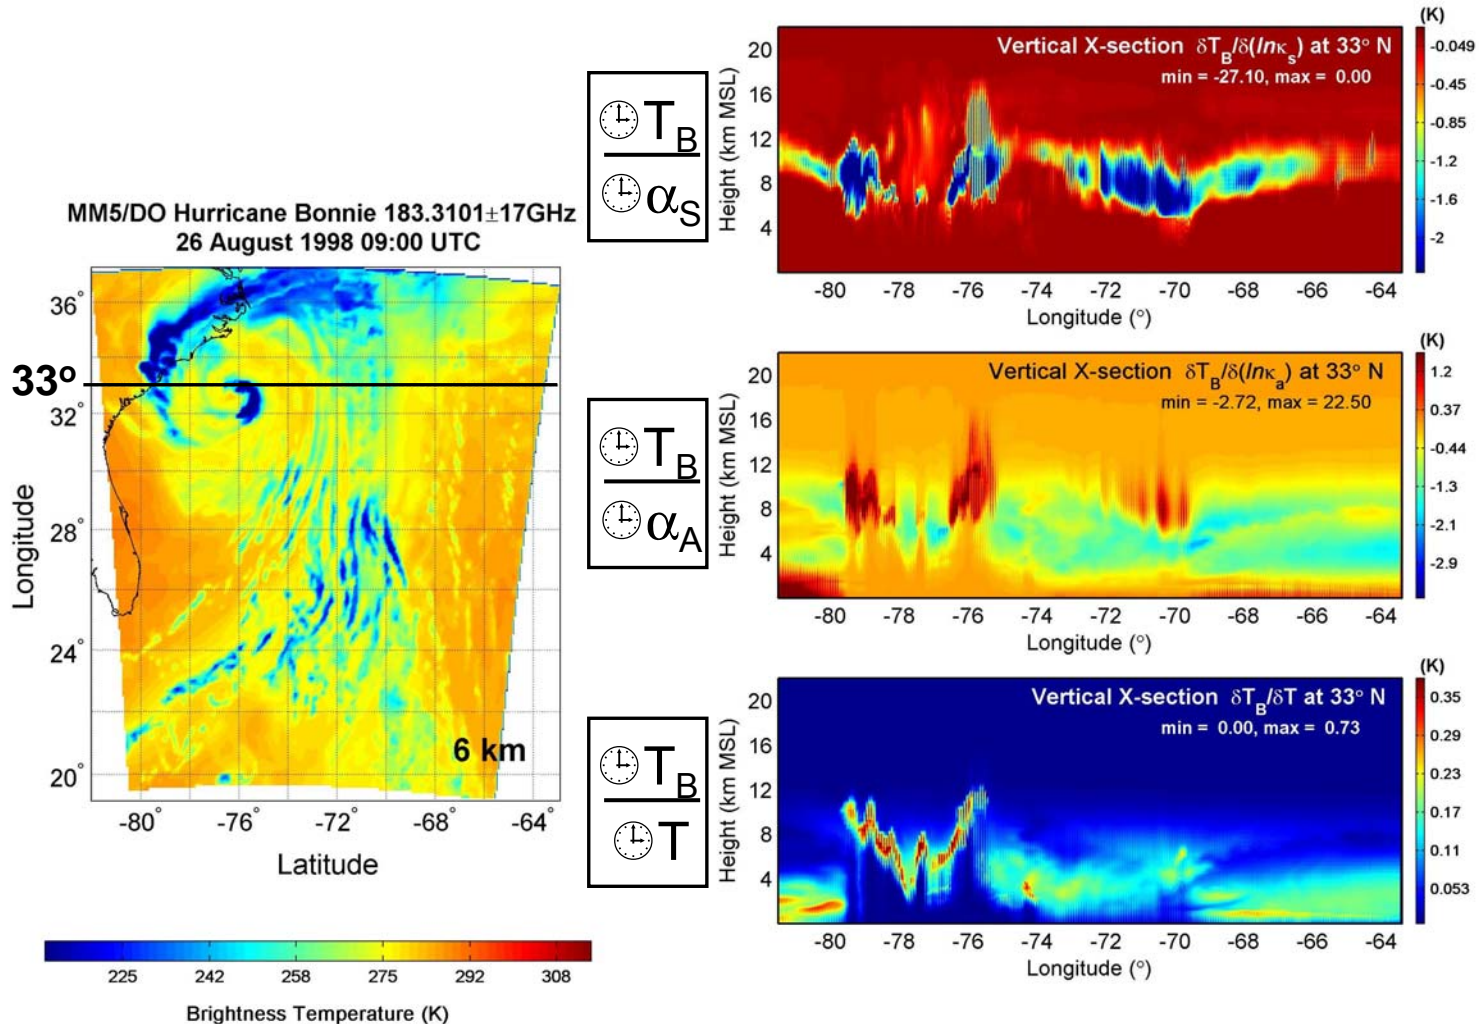 MM5/DO Hurricane Bonnie 183.3101±17GHz
26 August 1998 09:00 UTC
36°
33o
32°
28°
24°
20°
Longitude
6 km
-80° -76° -72° -68° -64°
Latitude
225 242 258 275 292 308
Brightness Temperature (K)
TB
αS
TB
αA
TB
T
(K)
Vertical X-section δTB/δ(lnκs) at 33° N
min = -27.10, max = 0.00
20
16
12
8
4
Height (km MSL)
-80 -78 -76 -74 -72 -70 -68 -66 -64
Longitude (°)
-0.049
-0.45
-0.85
-1.2
-1.6
-2
(K)
Vertical X-section δTB/δ(lnκa) at 33° N
min = -2.72, max = 22.50
20
16
12
8
4
Height (km MSL)
-80 -78 -76 -74 -72 -70 -68 -66 -64
Longitude (°)
1.2
0.37
-0.44
-1.3
-2.1
-2.9
(K)
Vertical X-section δTB/δT at 33° N
min = 0.00, max = 0.73
20
16
12
8
4
Height (km MSL)
-80 -78 -76 -74 -72 -70 -68 -66 -64
Longitude (°)
0.35
0.29
0.23
0.17
0.11
0.053